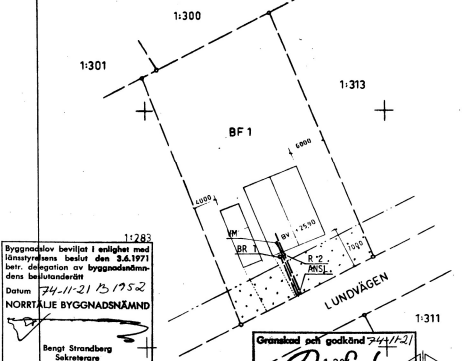 1:300
1:301
1:313
BF 1
6000
4000
1:283
VM
BV +25,90
BR 1
R 2
ANSL.
7000
LUNDVÄGEN
1:311
Byggnadslov beviljat i enlighet med
länsstyrelsens beslut den 3.6.1971
betr. delegation av byggnadsnämn-
dens beslutanderätt
Datum 74-11-21 B 1952
NORRTÄLJE BYGGNADSNÄMND
Bengt Strandberg
Sekreterare
Granskad och godkänd 74-11-21